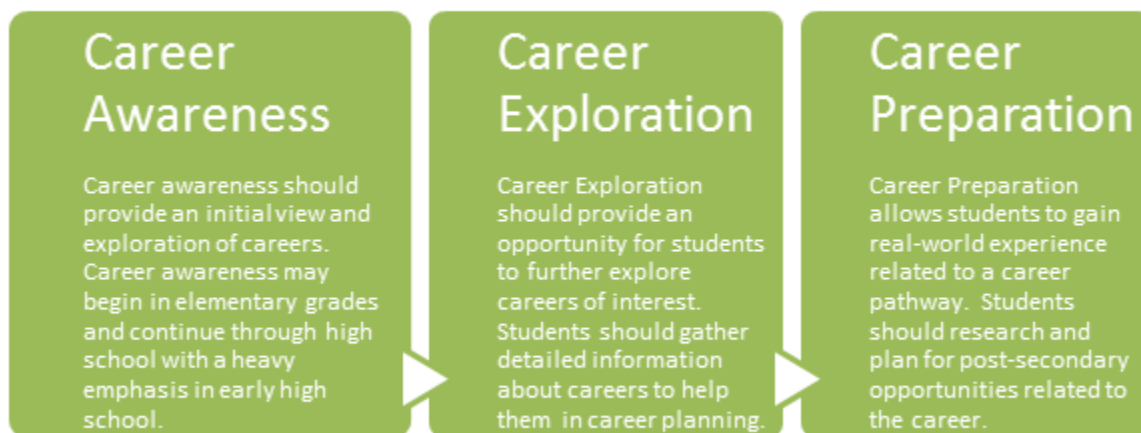 Career
Awareness
Career awareness should
provide an initial view and
exploration of careers.
Career awareness may
begin in elementary grades
and continue through high
school with a heavy
emphasis in early high
school.
Career
Exploration
Career Exploration
should provide an
opportunity for students
to further explore
careers of interest.
Students should gather
detailed information
about careers to help
them in career planning.
Career
Preparation
Career Preparation
allows students to gain
real-world experience
related to a career
pathway. Students
should research and
plan for post-secondary
opportunities related to
the career.